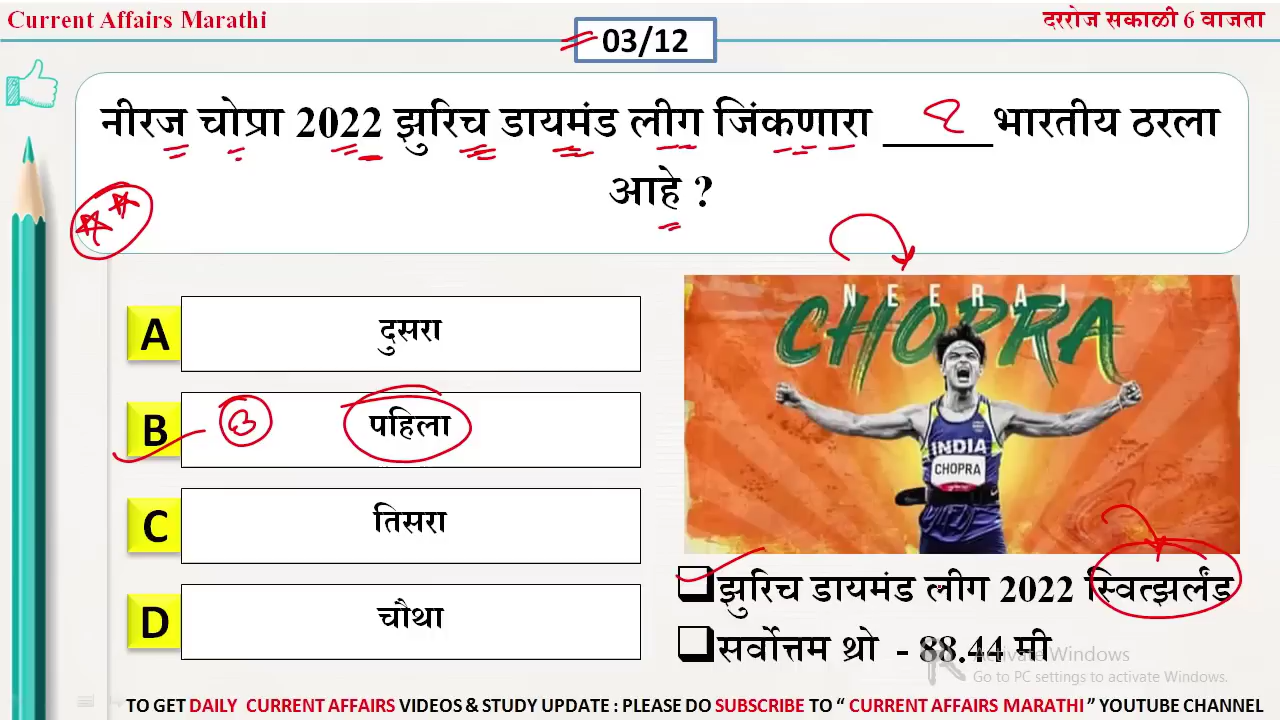 Current Affairs Marathi
दररोज सकाळी 6 वाजता
03/12
नीरज चोप्रा 2022 झुरिच डायमंड लीग जिंकणारा ______ भारतीय ठरला
आहे ?
NEERAJ
CHOPRA
A
दुसरा
B
पहिला
C
तिसरा
D
चौथा
INDIA
CHOPRA
झुरिच डायमंड लीग 2022 स्वित्झर्लंड
सर्वोत्तम थ्रो - 88.44 मी
Activate Windows
Go to PC settings to activate Windows.
TO GET DAILY CURRENT AFFAIRS VIDEOS & STUDY UPDATE : PLEASE DO SUBSCRIBE TO “ CURRENT AFFAIRS MARATHI ” YOUTUBE CHANNEL